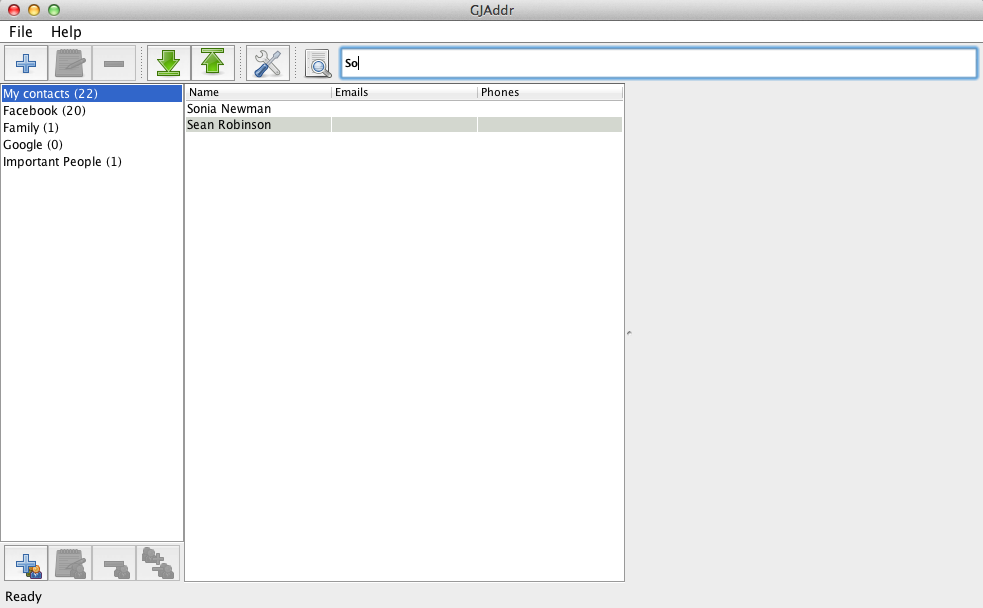 GJAddr
File Help
So
My contacts (22)
Facebook (20)
Family (1)
Google (0)
Important People (1)
Name Emails Phones
Sonia Newman
Sean Robinson
Ready